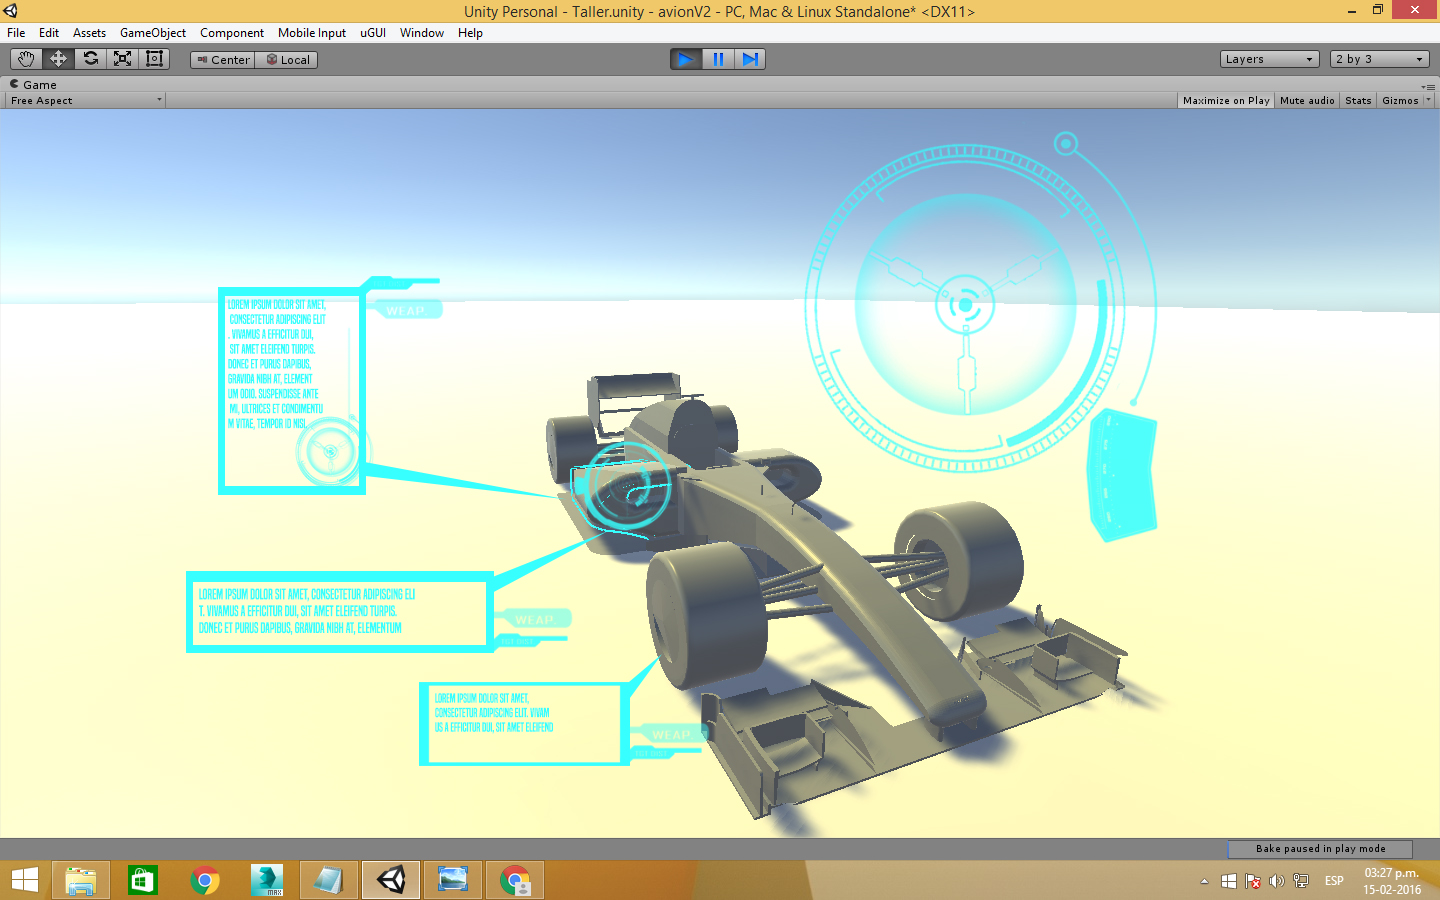 Unity Personal - Taller.unity - avionV2 - PC, Mac & Linux Standalone* <DX11>
File Edit Assets GameObject Component Mobile Input uGUI Window Help
Center Local Layers 2 by 3
Game
Free Aspect Maximize on Play Mute audio Stats Gizmos
WEAP.
LOREM IPSUM DOLOR SIT AMET,
CONSECTETUR ADIPISCING ELIT
. VIVAMUS A EFFICITUR DUI,
SIT AMET ELEIFEND TURPIS.
DONEC ET PURUS DAPIBUS,
GRAVIDA NIBH AT, ELEMENT
UM ODIO. SUSPENDISSE ANTE
MI, ULTRICES ET CONDIMENTU
M VITAE, TEMPOR ID NISI.
LOREM IPSUM DOLOR SIT AMET, CONSECTETUR ADIPISCING ELI
T. VIVAMUS A EFFICITUR DUI, SIT AMET ELEIFEND TURPIS.
DONEC ET PURUS DAPIBUS, GRAVIDA NIBH AT, ELEMENTUM
WEAP.
LOREM IPSUM DOLOR SIT AMET,
CONSECTETUR ADIPISCING ELIT. VIVAM
US A EFFICITUR DUI, SIT AMET ELEIFEND
WEAP.
Bake paused in play mode
MAX
ESP
03:27 p.m.
15-02-2016